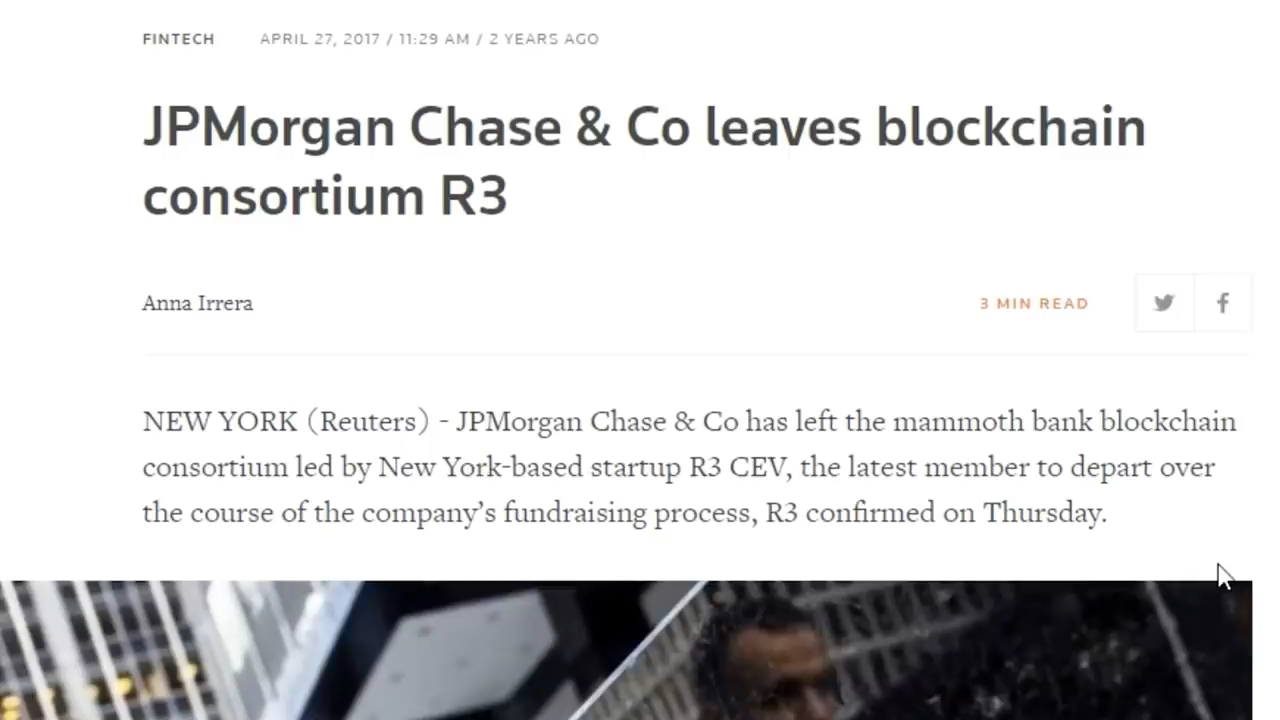 FINTECH APRIL 27, 2017 / 11:29 AM / 2 YEARS AGO
JPMorgan Chase & Co leaves blockchain
consortium R3
Anna Irrera 3 MIN READ
NEW YORK (Reuters) - JPMorgan Chase & Co has left the mammoth bank blockchain
consortium led by New York-based startup R3 CEV, the latest member to depart over
the course of the company’s fundraising process, R3 confirmed on Thursday.